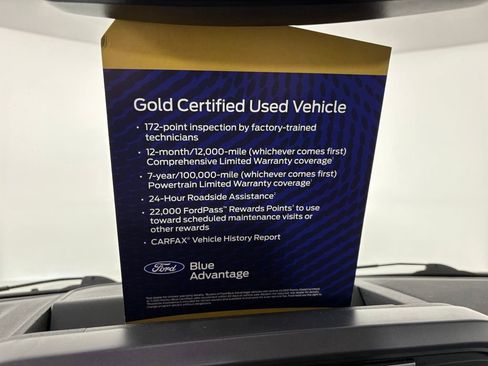 Gold Certified Used Vehicle
• 172-point inspection by factory-trained
technicians
• 12-month/12,000-mile (whichever comes first)
Comprehensive Limited Warranty coverage
• 7-year/100,000-mile (whichever comes first)
Powertrain Limited Warranty coverage
• 24-Hour Roadside Assistance
• 22,000 FordPass™ Rewards Points to use
toward scheduled maintenance visits or
other rewards
• CARFAX® Vehicle History Report
Ford
Blue
Advantage